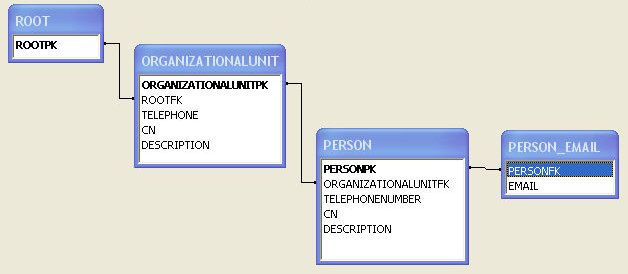 ROOT
ROOTPK
ORGANIZATIONALUNIT
ORGANIZATIONALUNITPK
ROOTFK
TELEPHONE
CN
DESCRIPTION
PERSON
PERSONPK
ORGANIZATIONALUNITFK
TELEPHONENUMBER
CN
DESCRIPTION
PERSON_EMAIL
PERSONFK
EMAIL